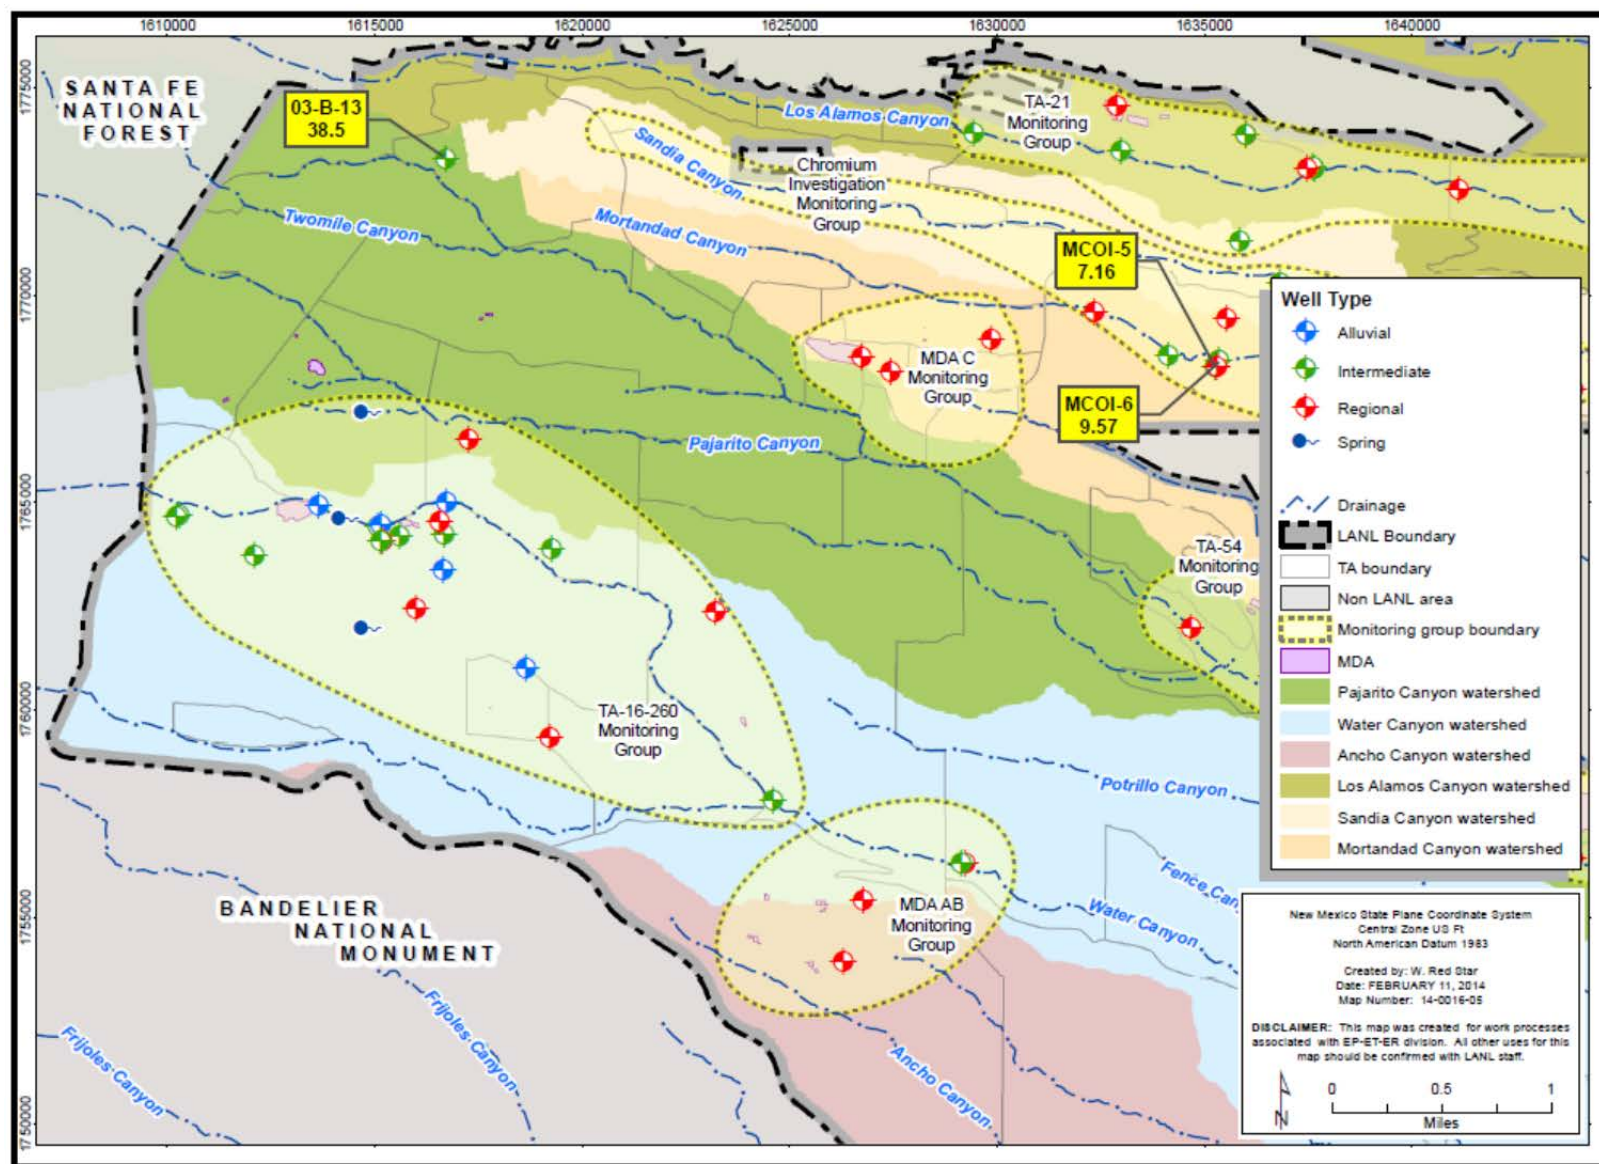 1610000
1615000
1620000
1625000
1630000
1635000
1640000
1775000
1770000
1765000
1760000
1755000
1750000
SANTA FE
NATIONAL
FOREST
03-B-13
38.5
Los Alamos Canyon
TA-21
Monitoring
Group
Sandia Canyon
Chromium
Investigation
Monitoring
Group
Twomile Canyon
Mortandad Canyon
MCOI-5
7.16
MDA C
Monitoring
Group
MCOI-6
9.57
Pajarito Canyon
TA-54
Monitoring
Group
TA-16-260
Monitoring
Group
Potrillo Canyon
Fence Can
Water Canyon
MDA AB
Monitoring
Group
BANDELIER
NATIONAL
MONUMENT
Frijoles Canyon
Frijoles Canyon
Ancho Canyon
Well Type
Alluvial
Intermediate
Regional
Spring
Drainage
LANL Boundary
TA boundary
Non LANL area
Monitoring group boundary
MDA
Pajarito Canyon watershed
Water Canyon watershed
Ancho Canyon watershed
Los Alamos Canyon watershed
Sandia Canyon watershed
Mortandad Canyon watershed
New Mexico State Plane Coordinate System
Central Zone US Ft
North American Datum 1983
Created by: W. Red Star
Date: FEBRUARY 11, 2014
Map Number: 14-0016-05
DISCLAIMER: This map was created for work processes
associated with EP-ET-ER division. All other uses for this
map should be confirmed with LANL staff.
N
0 0.5 1
Miles